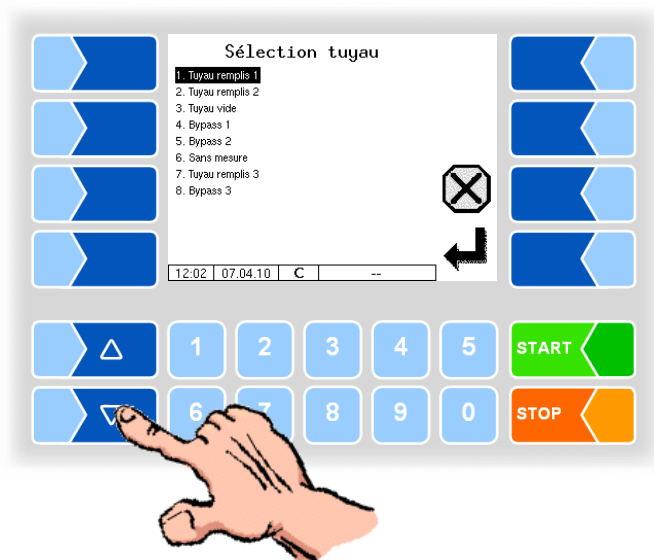 Sélection tuyau
1. Tuyau remplis 1
2. Tuyau remplis 2
3. Tuyau vide
4. Bypass 1
5. Bypass 2
6. Sans mesure
7. Tuyau remplis 3
8. Bypass 3
12:02 07.04.10 C --
1 2 3 4 5 START
6 7 8 9 0 STOP